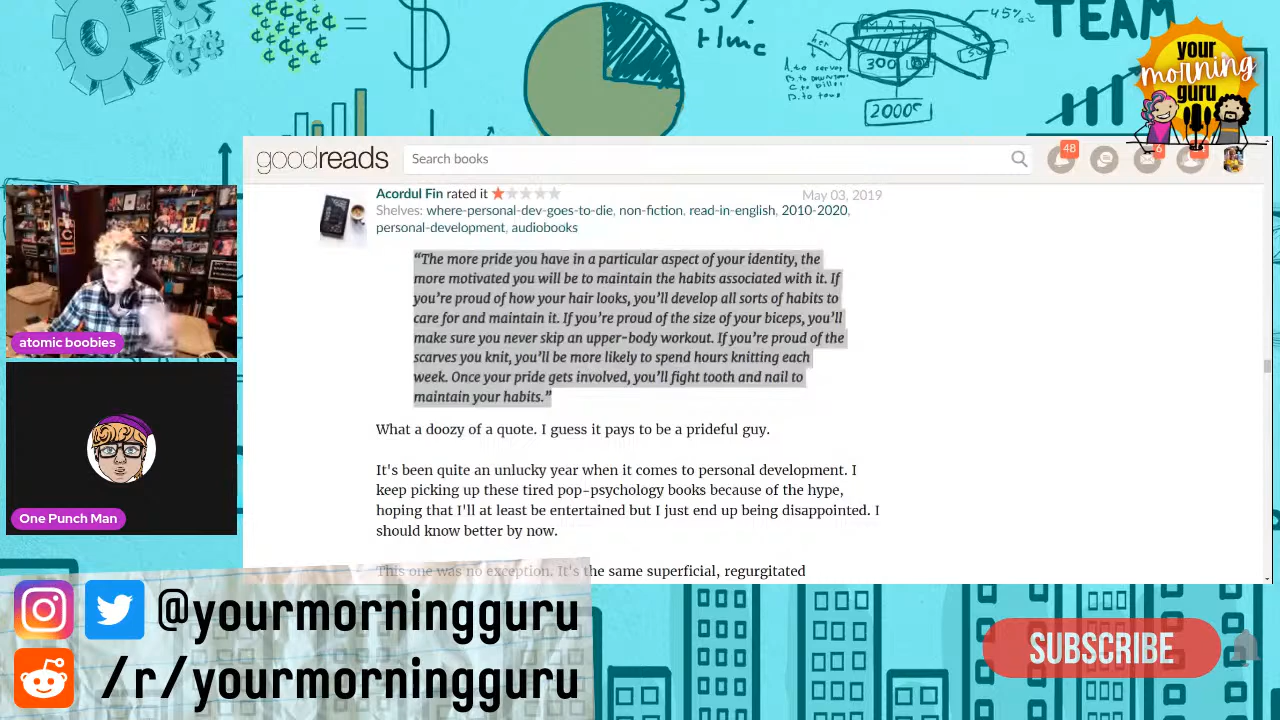 25%
time
45%
TEAM
MAIN
300
2000€
your
morning
guru
goodreads
Search books
48
6
Acordul Fin rated it
May 03, 2019
Shelves: where-personal-dev-goes-to-die, non-fiction, read-in-english, 2010-2020,
personal-development, audiobooks
“The more pride you have in a particular aspect of your identity, the
more motivated you will be to maintain the habits associated with it. If
you’re proud of how your hair looks, you’ll develop all sorts of habits to
care for and maintain it. If you’re proud of the size of your biceps, you’ll
make sure you never skip an upper-body workout. If you’re proud of the
scarves you knit, you’ll be more likely to spend hours knitting each
week. Once your pride gets involved, you’ll fight tooth and nail to
maintain your habits.”
What a doozy of a quote. I guess it pays to be a prideful guy.
It's been quite an unlucky year when it comes to personal development. I
keep picking up these tired pop-psychology books because of the hype,
hoping that I'll at least be entertained but I just end up being disappointed. I
should know better by now.
This one was no exception. It's the same superficial, regurgitated
atomic boobies
One Punch Man
@yourmorningguru
/r/yourmorningguru
SUBSCRIBE